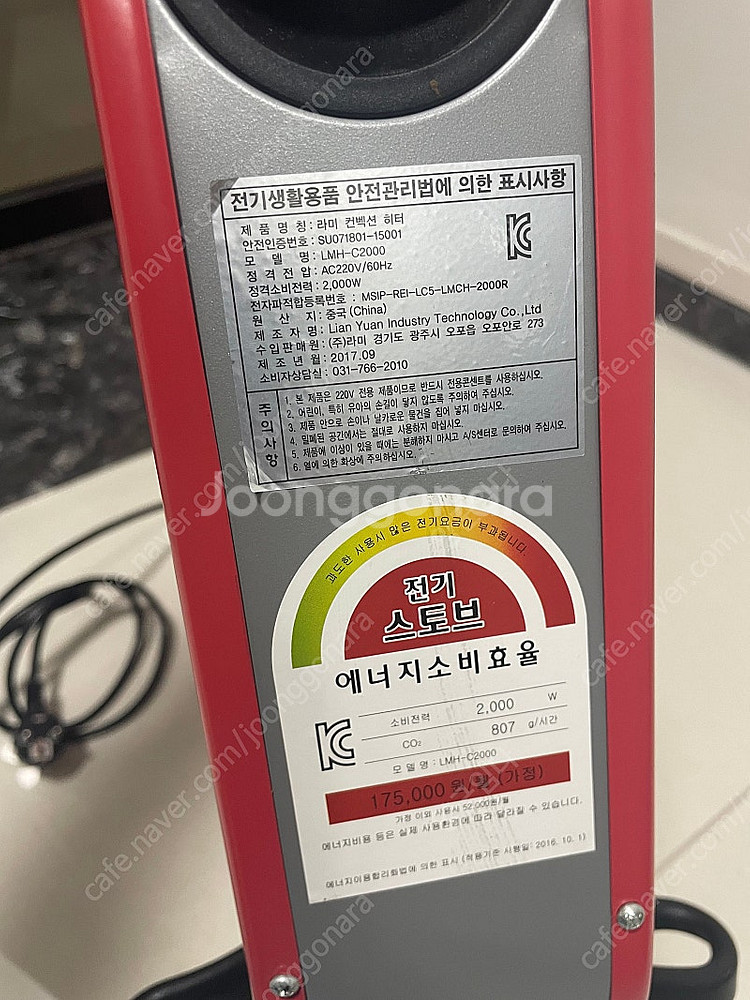 전기생활용품 안전관리법에 의한 표시사항
제 품 명 칭 : 라미 컨벡션 히터
안전인증번호 : SU071801-15001
모 델 명 : LMH-C2000
정 격 전 압 : AC220V/60Hz
정격소비전력 : 2,000W
전자파적합등록번호 : MSIP-REI-LC5-LMCH-2000R
원 산 지 : 중국(China)
제 조 자 명 : Lian Yuan Industry Technology Co.,Ltd
수 입 판 매 원 : (주)라미 경기도 광주시 오포읍 오포안로 273
제 조 년 월 : 2017.09
소비자상담실 : 031-766-2010
주의사항
1. 본 제품은 220V 전용 제품이므로 반드시 전용콘센트를 사용하십시오.
2. 어린이, 특히 유아의 손길이 닿지 않도록 주의하여 주십시오.
3. 제품 안으로 손이나 날카로운 물건을 집어 넣지 마십시오.
4. 밀폐된 공간에서는 절대로 사용하지 마십시오.
5. 제품에 이상이 있을 때에는 분해하지 마시고 A/S센터로 문의하여 주십시오.
6. 열에 의한 화상에 주의하십시오.
Joonggonara
과도한 사용시 많은 전기요금이 부과됩니다.
전기
스토브
에너지소비효율
소비전력 2,000 W
CO₂ 807 g/시간
모 델 명 : LMH-C2000
175,000 원/월 (가정)
가정 이외 사용시 52,000원/월
에너지비용 등은 실제 사용환경에 따라 달라질 수 있습니다.
에너지이용합리화법에 의한 표시 (적용기준 시행일: 2016. 10. 1)
cafe.naver.com/joonggonara